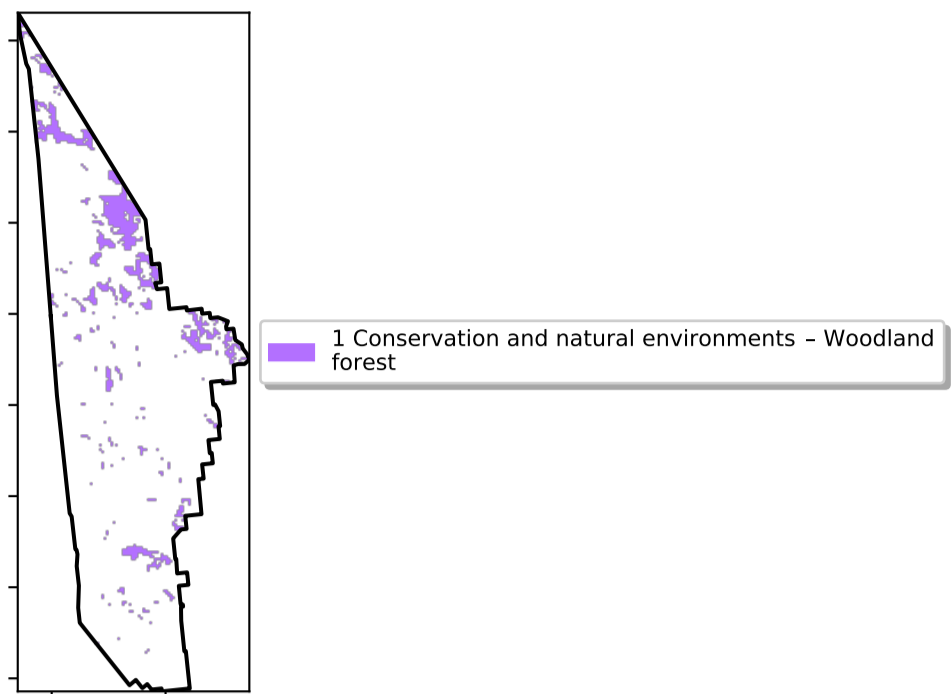 1 Conservation and natural environments – Woodland
forest